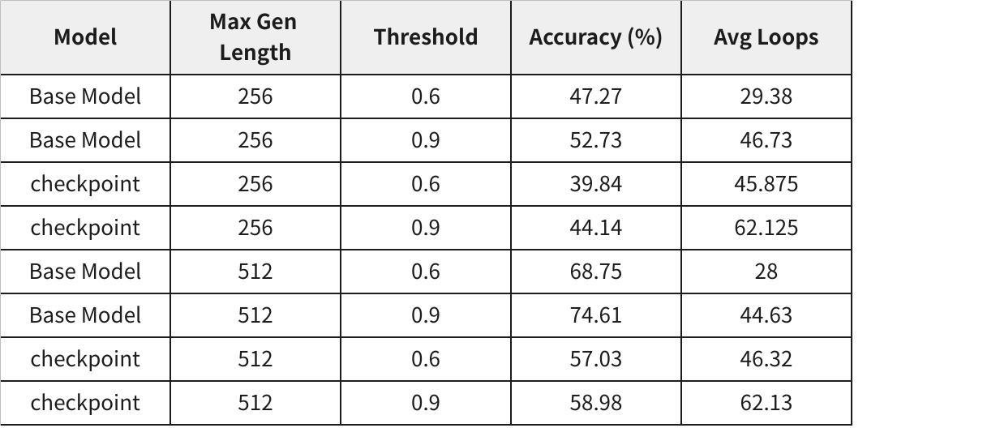 Model Max Gen Length Threshold Accuracy (%) Avg Loops
Base Model 256 0.6 47.27 29.38
Base Model 256 0.9 52.73 46.73
checkpoint 256 0.6 39.84 45.875
checkpoint 256 0.9 44.14 62.125
Base Model 512 0.6 68.75 28
Base Model 512 0.9 74.61 44.63
checkpoint 512 0.6 57.03 46.32
checkpoint 512 0.9 58.98 62.13